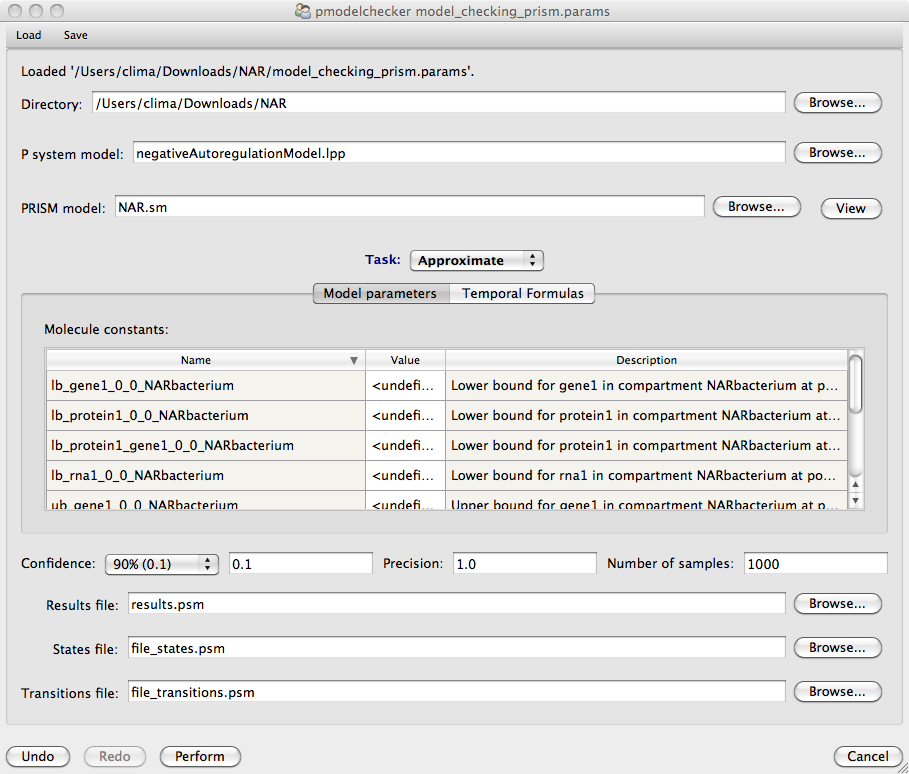 pmodelchecker model_checking_prism.params
Load Save
Loaded '/Users/clima/Downloads/NAR/model_checking_prism.params'.
Directory: /Users/clima/Downloads/NAR Browse...
P system model: negativeAutoregulationModel.lpp Browse...
PRISM model: NAR.sm Browse... View
Task: Approximate
Model parameters Temporal Formulas
Molecule constants:
Name Value Description
lb_gene1_0_0_NARbacterium <undefi... Lower bound for gene1 in compartment NARbacterium at p...
lb_protein1_0_0_NARbacterium <undefi... Lower bound for protein1 in compartment NARbacterium at...
lb_protein1_gene1_0_0_NARbacterium <undefi... Lower bound for protein1 in compartment NARbacterium at...
lb_rna1_0_0_NARbacterium <undefi... Lower bound for rna1 in compartment NARbacterium at po...
ub_gene1_0_0_NARbacterium <undefi... Upper bound for gene1 in compartment NARbacterium at p...
Confidence: 90% (0.1) 0.1 Precision: 1.0 Number of samples: 1000
Results file: results.psm Browse...
States file: file_states.psm Browse...
Transitions file: file_transitions.psm Browse...
Undo Redo Perform Cancel